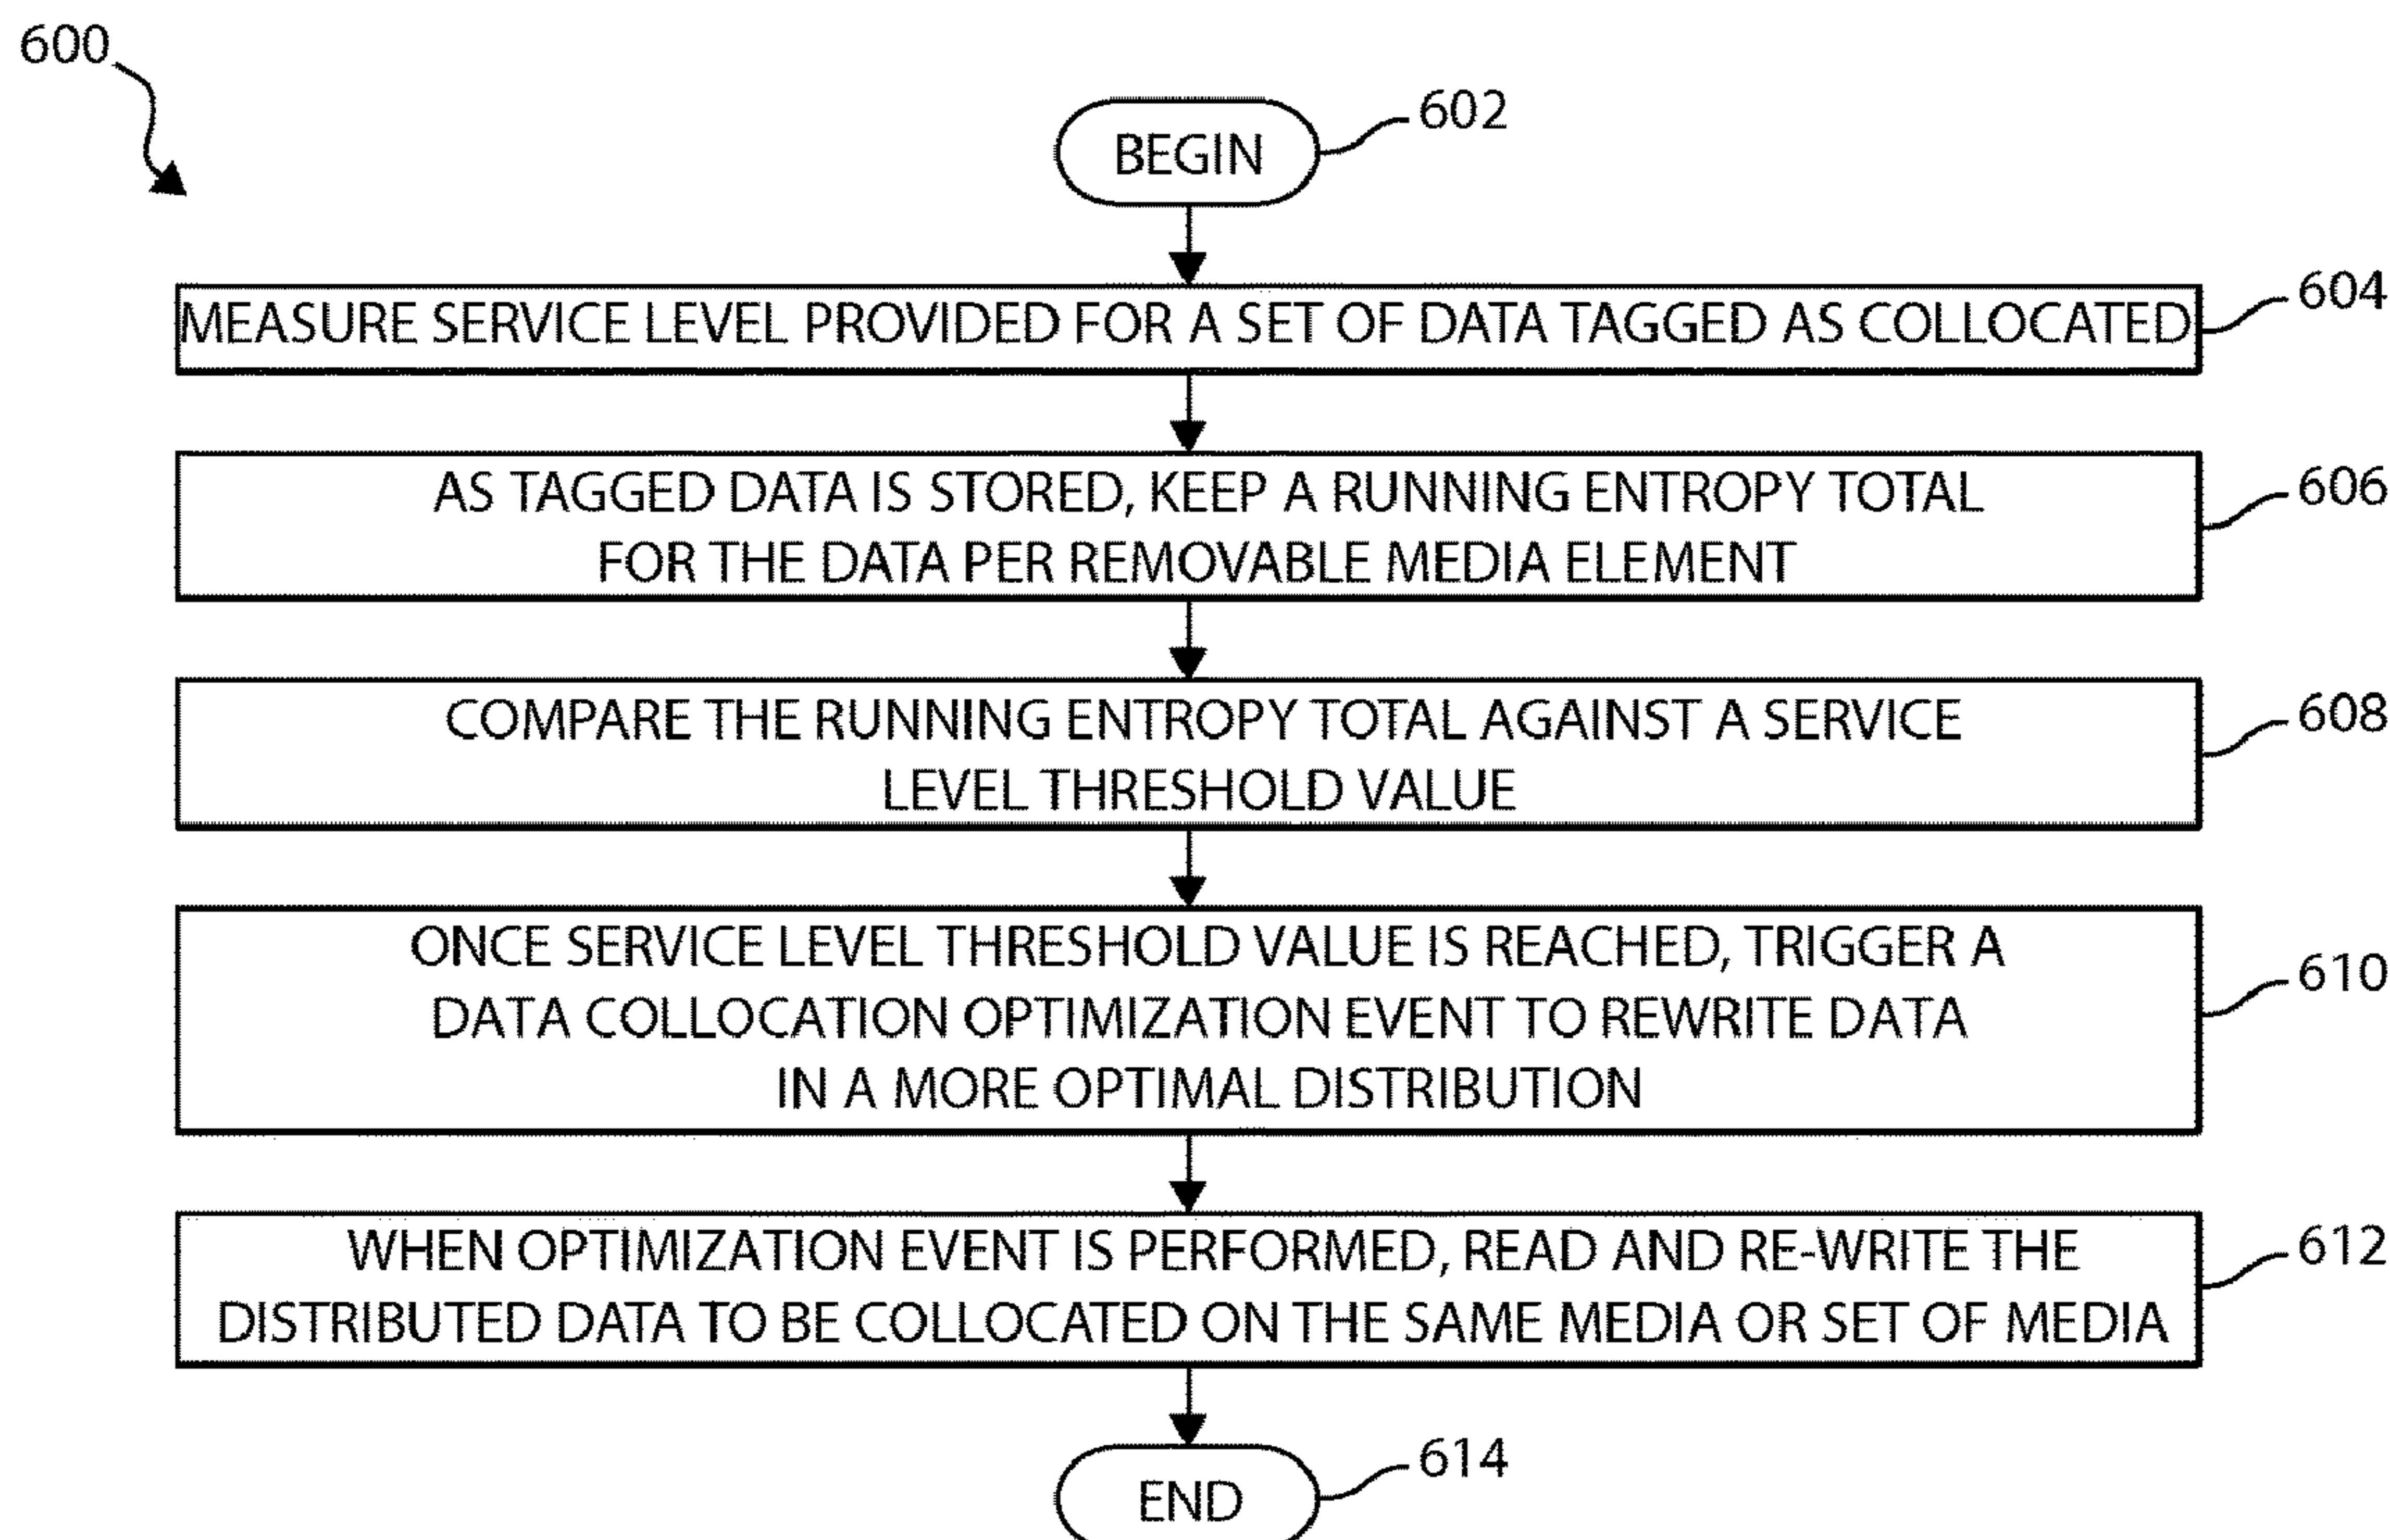 600
BEGIN
602
MEASURE SERVICE LEVEL PROVIDED FOR A SET OF DATA TAGGED AS COLLOCATED
604
AS TAGGED DATA IS STORED, KEEP A RUNNING ENTROPY TOTAL
FOR THE DATA PER REMOVABLE MEDIA ELEMENT
606
COMPARE THE RUNNING ENTROPY TOTAL AGAINST A SERVICE
LEVEL THRESHOLD VALUE
608
ONCE SERVICE LEVEL THRESHOLD VALUE IS REACHED, TRIGGER A
DATA COLLOCATION OPTIMIZATION EVENT TO REWRITE DATA
IN A MORE OPTIMAL DISTRIBUTION
610
WHEN OPTIMIZATION EVENT IS PERFORMED, READ AND RE-WRITE THE
DISTRIBUTED DATA TO BE COLLOCATED ON THE SAME MEDIA OR SET OF MEDIA
612
END
614